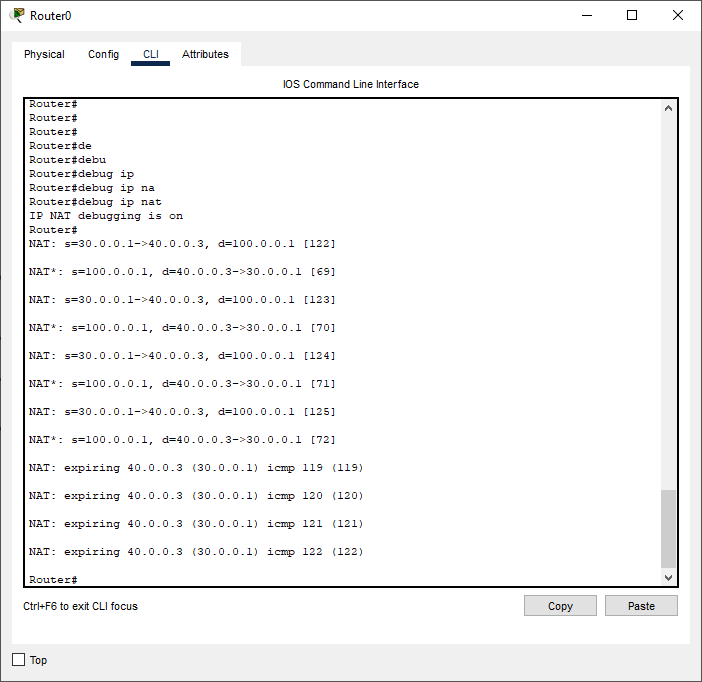 Router0
Physical Config CLI Attributes
IOS Command Line Interface
Router#
Router#
Router#
Router#de
Router#debu
Router#debug ip
Router#debug ip na
Router#debug ip nat
IP NAT debugging is on
Router#
NAT: s=30.0.0.1->40.0.0.3, d=100.0.0.1 [122]
NAT*: s=100.0.0.1, d=40.0.0.3->30.0.0.1 [69]
NAT: s=30.0.0.1->40.0.0.3, d=100.0.0.1 [123]
NAT*: s=100.0.0.1, d=40.0.0.3->30.0.0.1 [70]
NAT: s=30.0.0.1->40.0.0.3, d=100.0.0.1 [124]
NAT*: s=100.0.0.1, d=40.0.0.3->30.0.0.1 [71]
NAT: s=30.0.0.1->40.0.0.3, d=100.0.0.1 [125]
NAT*: s=100.0.0.1, d=40.0.0.3->30.0.0.1 [72]
NAT: expiring 40.0.0.3 (30.0.0.1) icmp 119 (119)
NAT: expiring 40.0.0.3 (30.0.0.1) icmp 120 (120)
NAT: expiring 40.0.0.3 (30.0.0.1) icmp 121 (121)
NAT: expiring 40.0.0.3 (30.0.0.1) icmp 122 (122)
Router#
Ctrl+F6 to exit CLI focus Copy Paste
Top